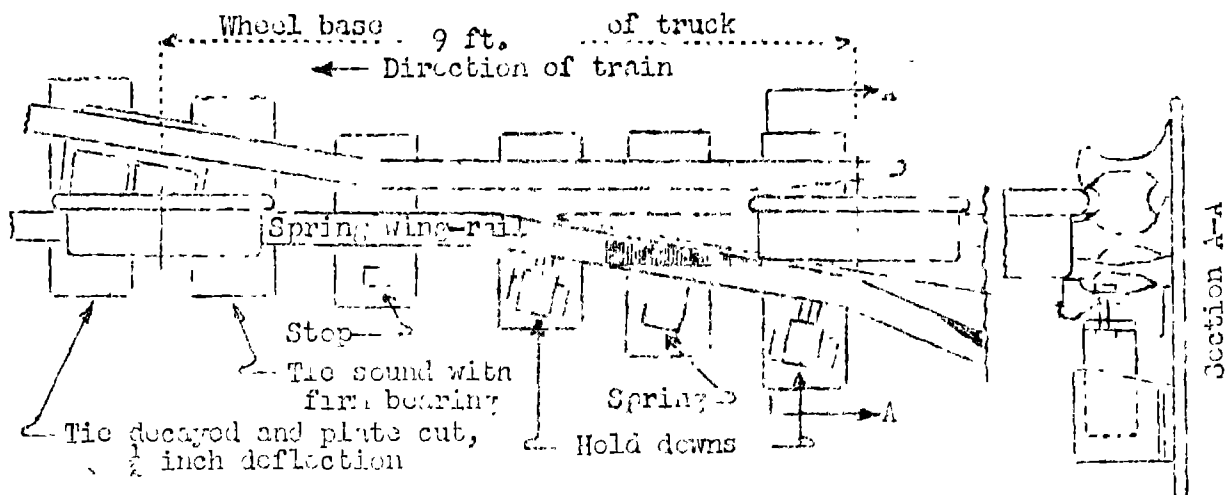 Wheel base 9 ft. of truck
Direction of train
A
Spring wing-rail
Stop
Tie sound with
firm bearing
Tie decayed and plate cut,
½ inch deflection
Spring
Hold downs
A
Section A-A